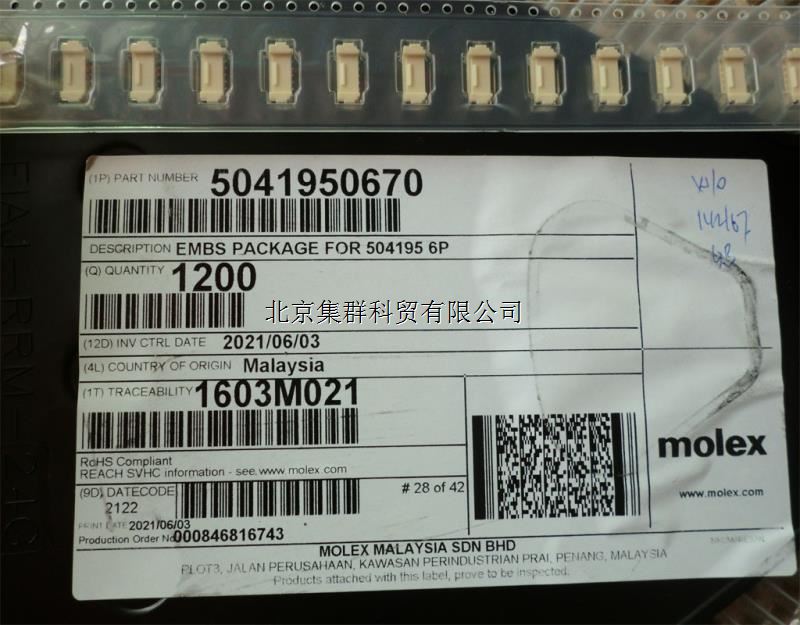 (1P) PART NUMBER 5041950670
DESCRIPTION EMBS PACKAGE FOR 504195 6P
(Q) QUANTITY 1200
北京集群科贸有限公司
(12D) INV CTRL DATE 2021/06/03
(4L) COUNTRY OF ORIGIN Malaysia
(1T) TRACEABILITY 1603M021
RoHS Compliant
REACH SVHC information - see www.molex.com
(9D) DATECODE
2122
# 28 of 42
PRINT DATE 2021/06/03
Production Order No 000846816743
molex
www.molex.com
MOLEX MALAYSIA SDN BHD
PLOT3, JALAN PERUSAHAAN, KAWASAN PERINDUSTRIAN PRAI, PENANG, MALAYSIA
Products attached with this label, prove to be inspected.
142/67